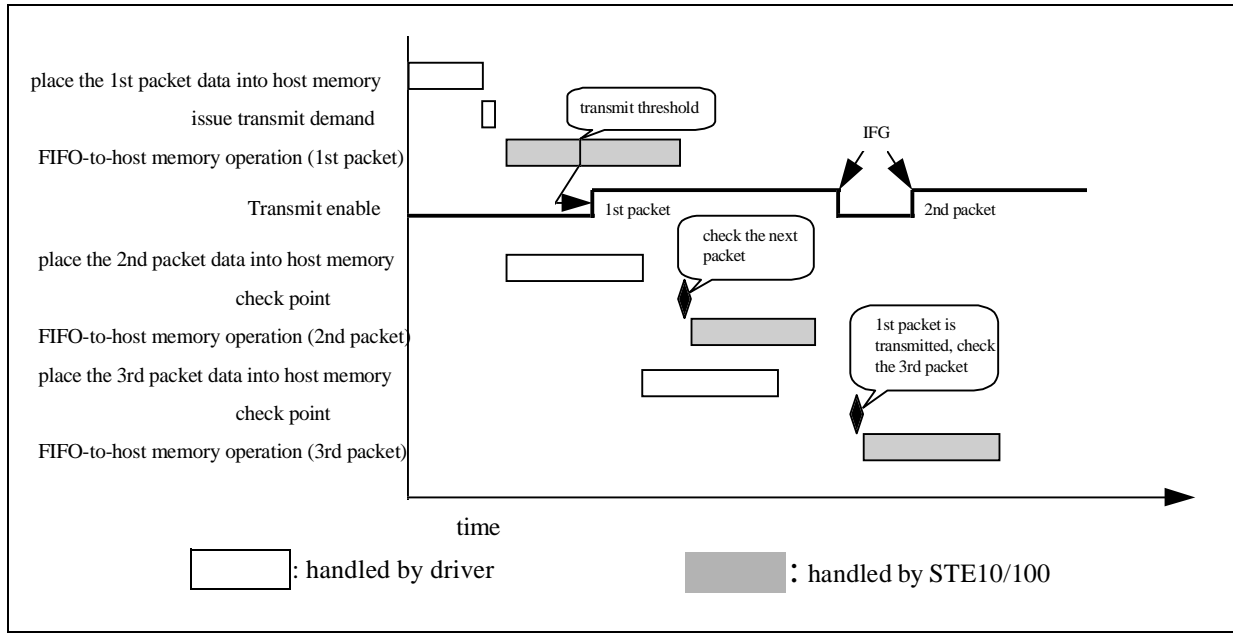 place the 1st packet data into host memory
issue transmit demand
transmit threshold
FIFO-to-host memory operation (1st packet)
IFG
Transmit enable
1st packet
2nd packet
check the next
packet
place the 2nd packet data into host memory
check point
FIFO-to-host memory operation (2nd packet)
1st packet is
transmitted, check
the 3rd packet
place the 3rd packet data into host memory
check point
FIFO-to-host memory operation (3rd packet)
time
: handled by driver
: handled by STE10/100